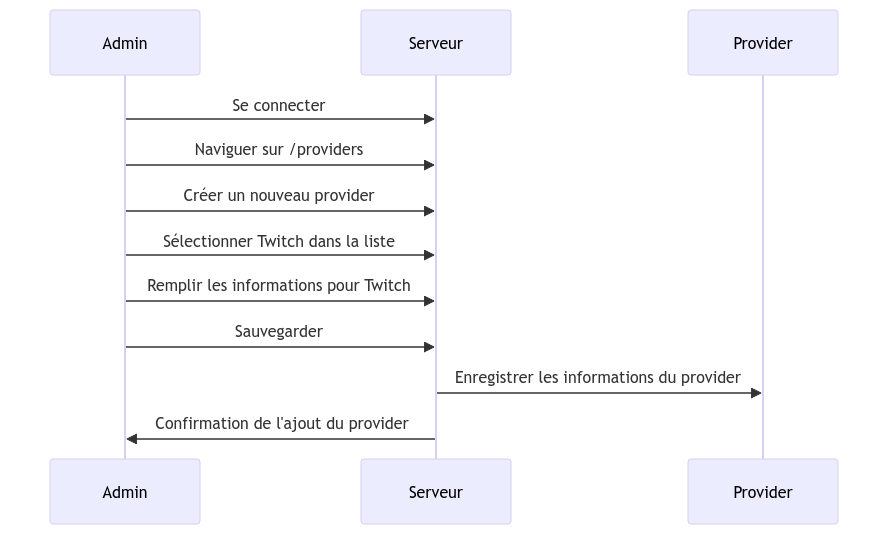 Admin
Serveur
Provider
Se connecter
Naviguer sur /providers
Créer un nouveau provider
Sélectionner Twitch dans la liste
Remplir les informations pour Twitch
Sauvegarder
Enregistrer les informations du provider
Confirmation de l'ajout du provider
Admin
Serveur
Provider